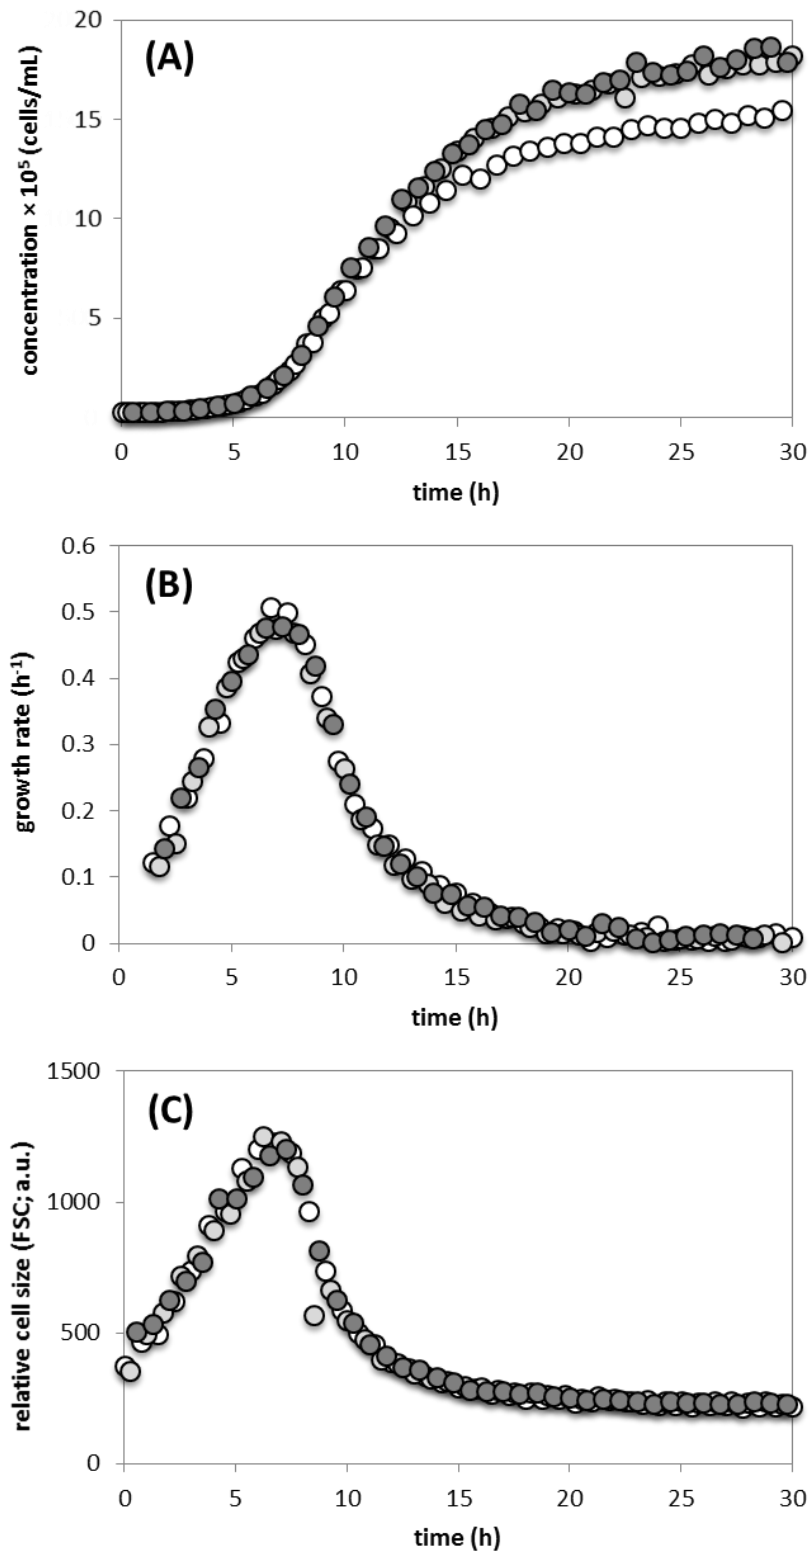 (A)
concentration × 10⁵ (cells/mL)
20
15
10
5
0 5 10 15 20 25 30
time (h)
(B)
growth rate (h⁻¹)
0.6
0.5
0.4
0.3
0.2
0.1
0
0 5 10 15 20 25 30
time (h)
(C)
relative cell size (FSC; a.u.)
1500
1000
500
0
0 5 10 15 20 25 30
time (h)